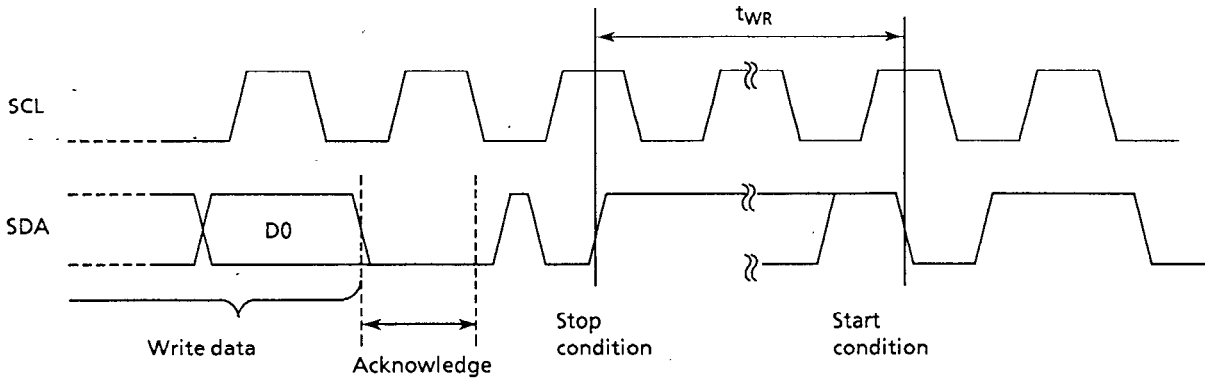 tWR
SCL
SDA
D0
Write data
Acknowledge
Stop
condition
Start
condition